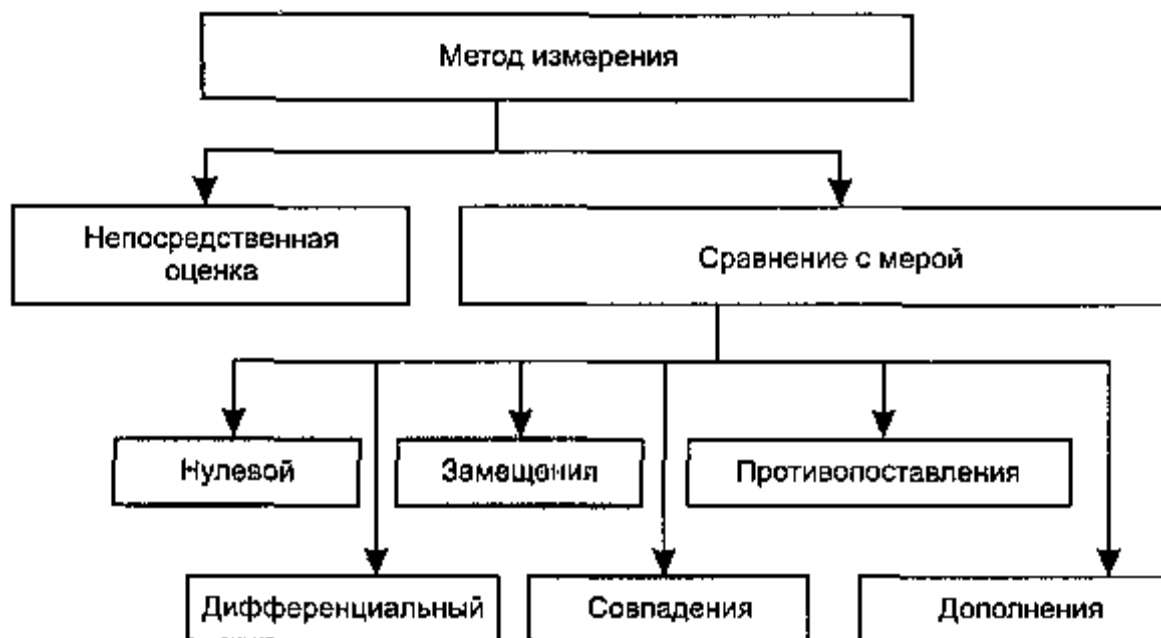 Метод измерения
Непосредственная
оценка
Сравнение с мерой
Нулевой
Замещения
Противопоставления
Дифференциальный
Совпадения
Дополнения